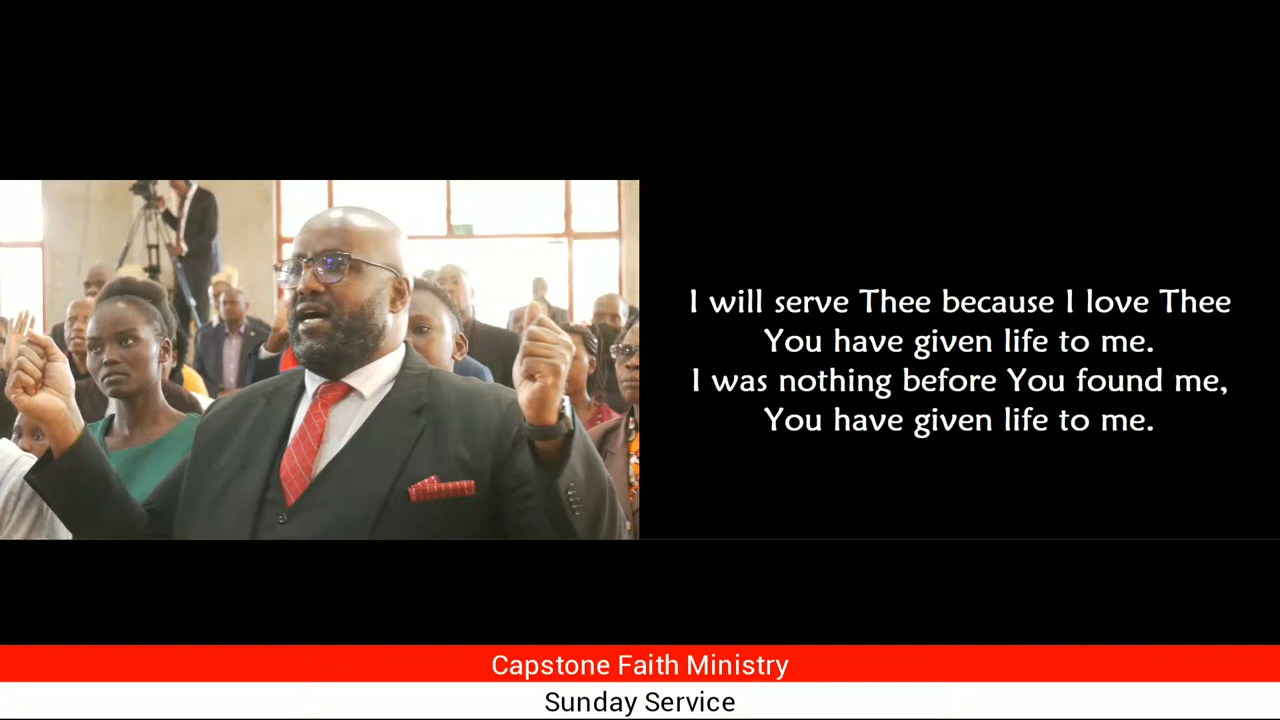 I will serve Thee because I love Thee
You have given life to me.
I was nothing before You found me,
You have given life to me.
Capstone Faith Ministry
Sunday Service